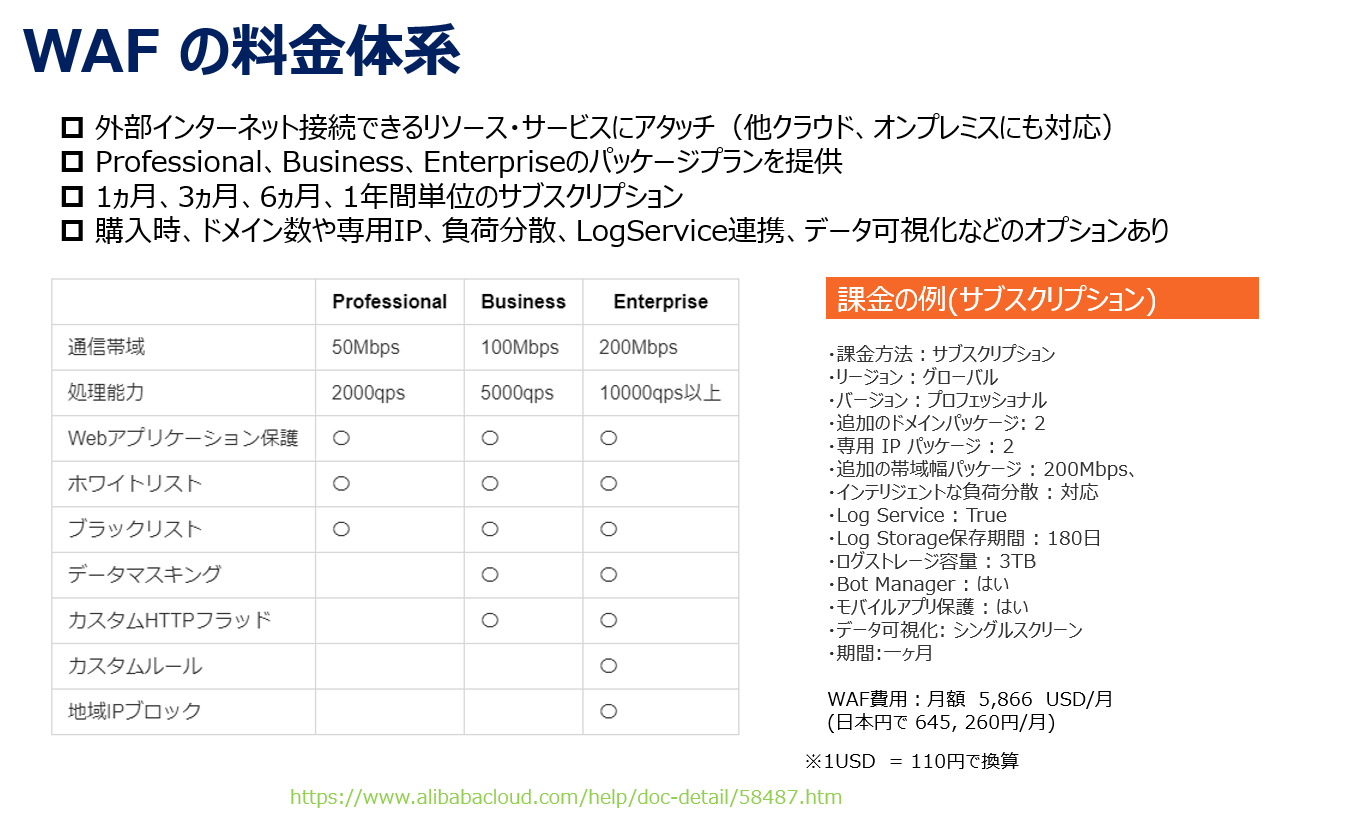 WAF の料金体系
❑ 外部インターネット接続できるリソース・サービスにアタッチ（他クラウド、オンプレミスにも対応）
❑ Professional、Business、Enterpriseのパッケージプランを提供
❑ 1ヵ月、3ヵ月、6ヵ月、1年間単位のサブスクリプション
❑ 購入時、ドメイン数や専用IP、負荷分散、LogService連携、データ可視化などのオプションあり
Professional Business Enterprise
通信帯域 50Mbps 100Mbps 200Mbps
処理能力 2000qps 5000qps 10000qps以上
Webアプリケーション保護 〇 〇 〇
ホワイトリスト 〇 〇 〇
ブラックリスト 〇 〇 〇
データマスキング 〇 〇
カスタムHTTPフラッド 〇 〇
カスタムルール 〇
地域IPブロック 〇
課金の例(サブスクリプション)
・課金方法：サブスクリプション
・リージョン：グローバル
・バージョン：プロフェッショナル
・追加のドメインパッケージ: 2
・専用 IP パッケージ：2
・追加の帯域幅パッケージ：200Mbps、
・インテリジェントな負荷分散：対応
・Log Service：True
・Log Storage保存期間：180日
・ログストレージ容量：3TB
・Bot Manager：はい
・モバイルアプリ保護：はい
・データ可視化: シングルスクリーン
・期間:一ヶ月
WAF費用：月額 5,866 USD/月
(日本円で 645, 260円/月)
※1USD = 110円で換算
https://www.alibabacloud.com/help/doc-detail/58487.htm